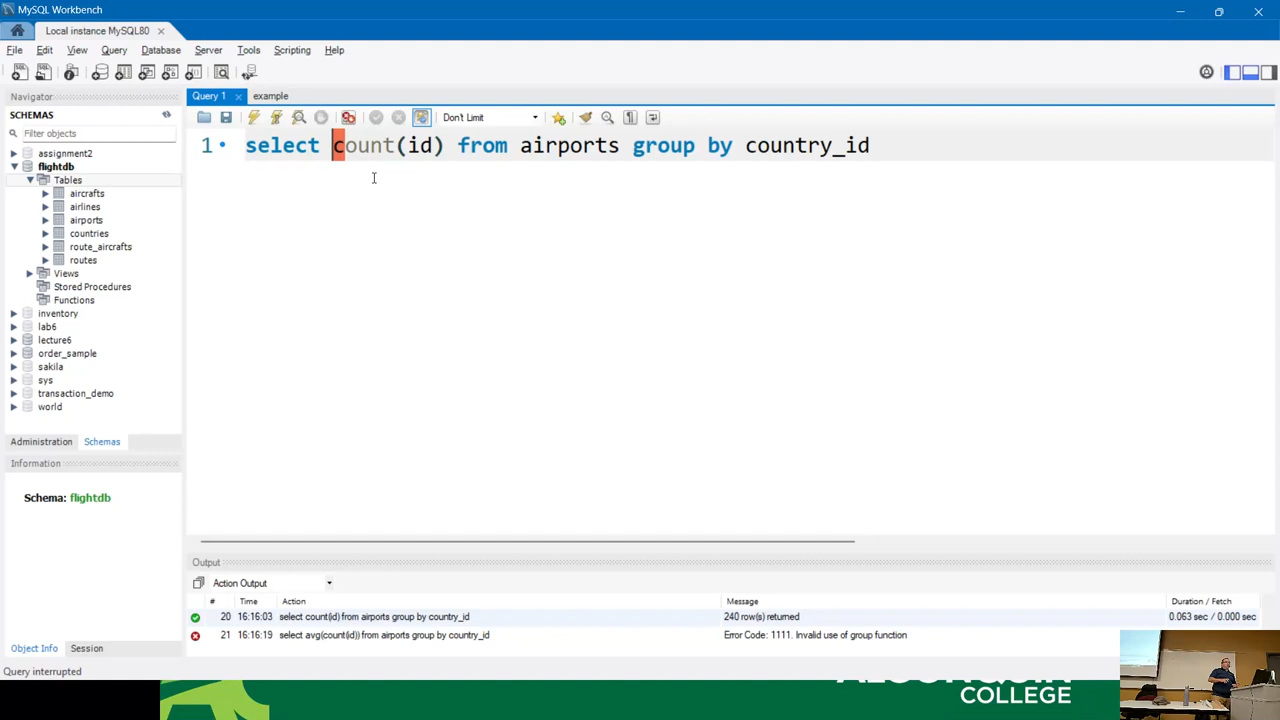 MySQL Workbench
Local instance MySQL80
File Edit View Query Database Server Tools Scripting Help
Navigator
SCHEMAS
Filter objects
assignment2
flightdb
Tables
aircrafts
airlines
airports
countries
route_aircrafts
routes
Views
Stored Procedures
Functions
inventory
lab6
lecture6
order_sample
sakila
sys
transaction_demo
world
Administration Schemas
Information
Schema: flightdb
Object Info Session
Query interrupted
Query 1 example
Don't Limit
1 select count(id) from airports group by country_id
Output
Action Output
# Time Action Message Duration / Fetch
20 16:16:03 select count(id) from airports group by country_id 240 row(s) returned 0.063 sec / 0.000 sec
21 16:16:19 select avg(count(id)) from airports group by country_id Error Code: 1111. Invalid use of group function
COLLEGE